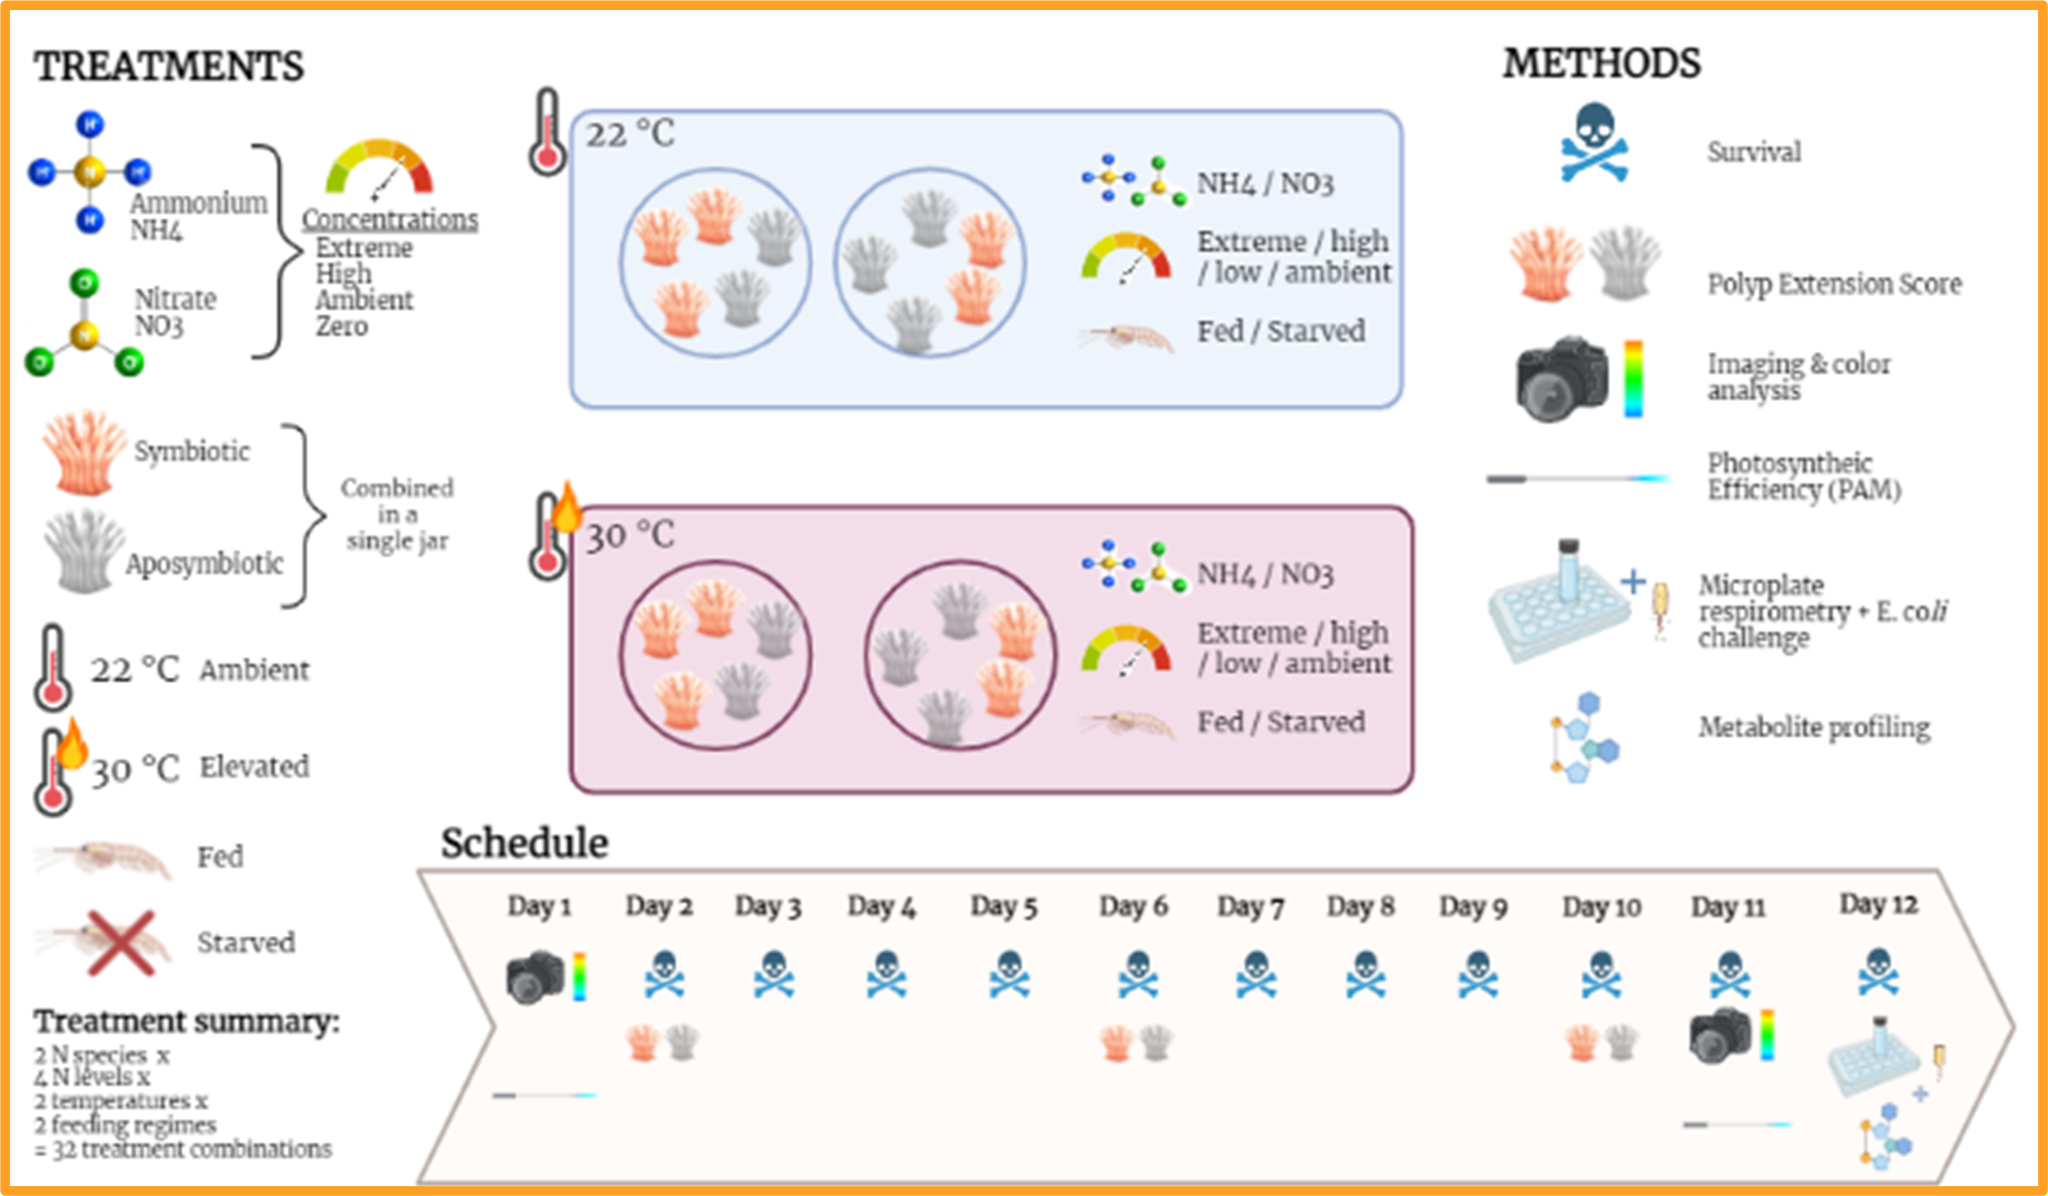 TREATMENTS
Ammonium
NH4
Nitrate
NO3
Concentrations
Extreme
High
Ambient
Zero
Symbiotic
Aposymbiotic
Combined
in a
single jar
22 °C Ambient
30 °C Elevated
Fed
Starved
Treatment summary:
2 N species x
4 N levels x
2 temperatures x
2 feeding regimes
= 32 treatment combinations
22 °C
NH4 / NO3
Extreme / high
/ low / ambient
Fed / Starved
30 °C
NH4 / NO3
Extreme / high
/ low / ambient
Fed / Starved
METHODS
Survival
Polyp Extension Score
Imaging & color
analysis
Photosyntheic
Efficiency (PAM)
Microplate
respirometry + E. coli
challenge
Metabolite profiling
Schedule
Day 1 Day 2 Day 3 Day 4 Day 5 Day 6 Day 7 Day 8 Day 9 Day 10 Day 11 Day 12